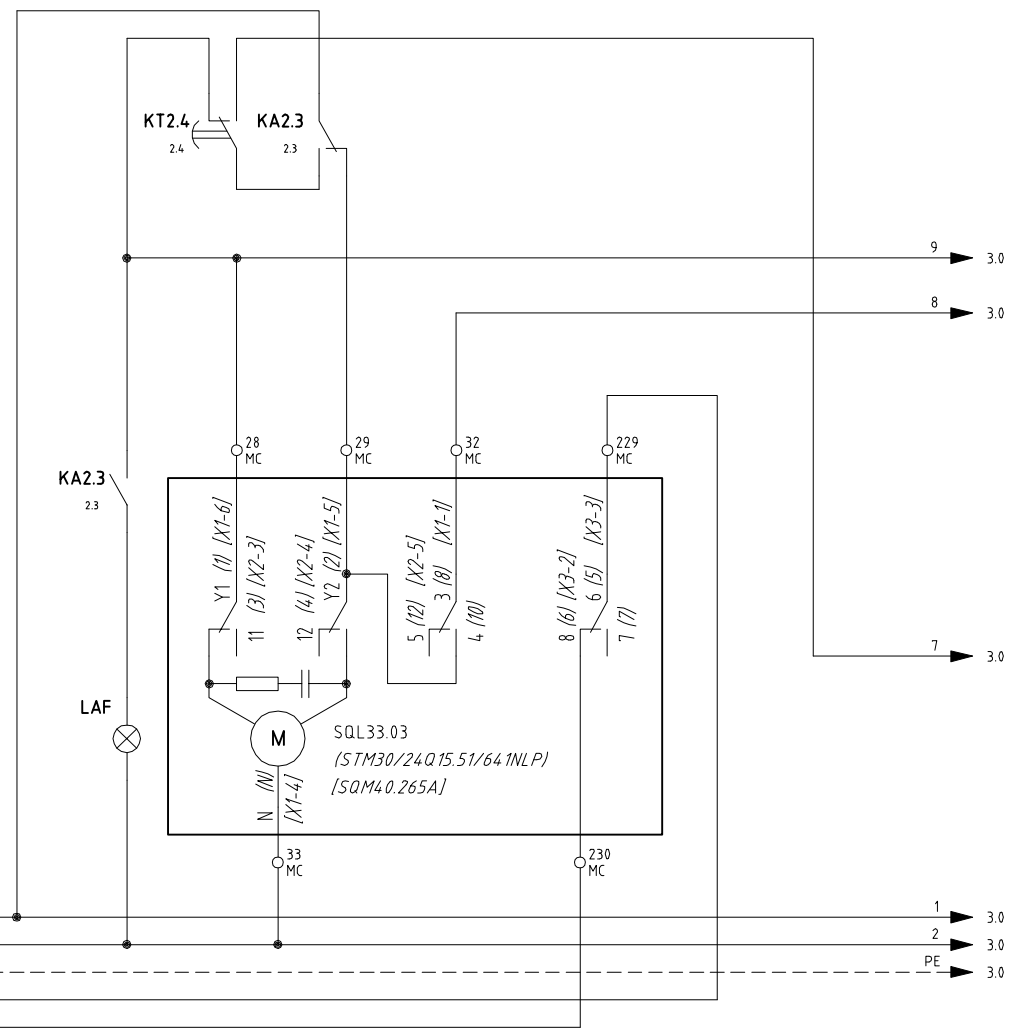 KT2.4
2.4
KA2.3
2.3
9
3.0
8
3.0
28
MC
29
MC
32
MC
229
MC
KA2.3
2.3
Y1 (1) [X1-6]
11 (3) [X2-3]
12 (4) [X2-4]
Y2 (2) [X1-5]
5 (12) [X2-5]
3 (8) [X1-1]
4 (10)
8 (6) [X3-2]
6 (5) [X3-3]
7 (7)
7
3.0
LAF
M
SQL33.03
(STM30/24Q15.51/641NLP)
[SQM40.265A]
N (N)
[X1-4]
33
MC
230
MC
1
3.0
2
3.0
PE
3.0